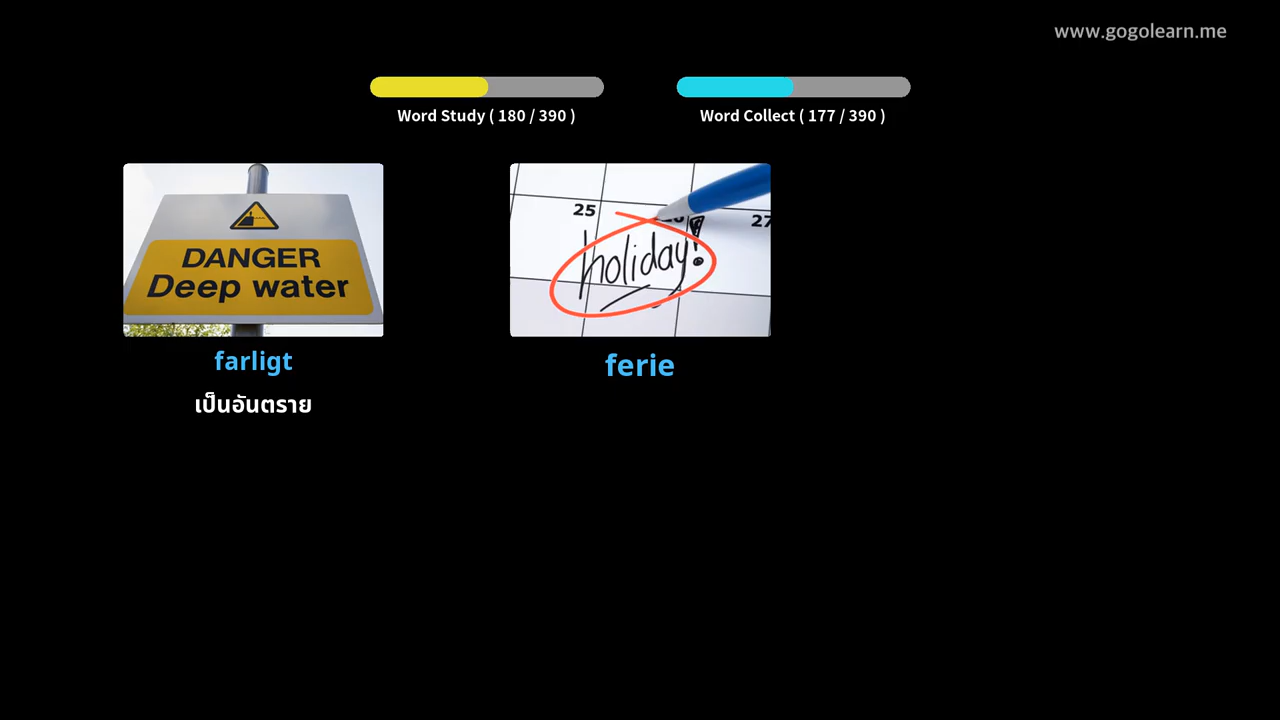 www.gogolearn.me
Word Study ( 180 / 390 )
Word Collect ( 177 / 390 )
DANGER
Deep water
25
27
holiday!
farligt
เป็นอันตราย
ferie